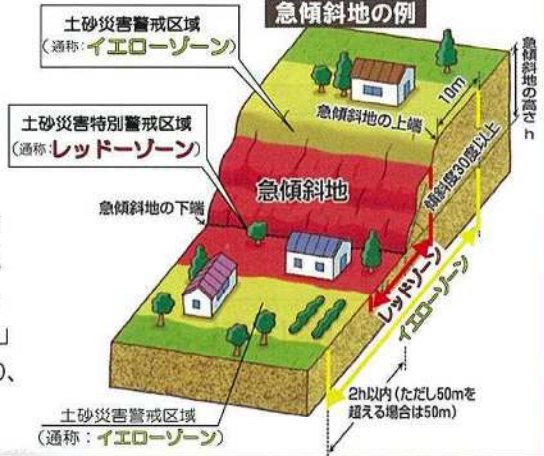 急傾斜地の例
土砂災害警戒区域
(通称:イエローゾーン)
土砂災害特別警戒区域
(通称:レッドーゾーン)
急傾斜地の高さh
10m
急傾斜地の上端
急傾斜地
傾斜度30度以上
急傾斜地の下端
レッドゾーン
イエローゾーン
」
)、
2h以内(ただし50mを
超える場合は50m)
土砂災害警戒区域
(通称:イエローゾーン)